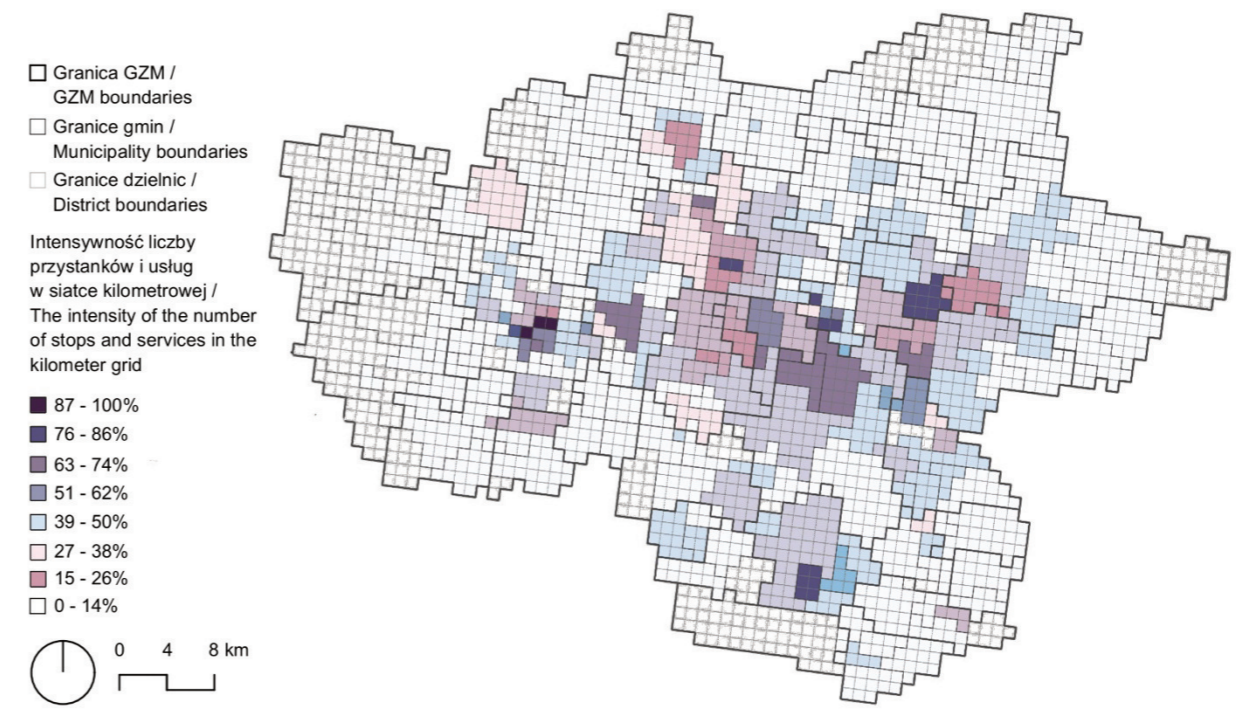 Granica GZM /
GZM boundaries
Granice gmin /
Municipality boundaries
Granice dzielnic /
District boundaries
Intensywność liczby
przystanków i usług
w siatce kilometrowej /
The intensity of the number
of stops and services in the
kilometer grid
87 - 100%
76 - 86%
63 - 74%
51 - 62%
39 - 50%
27 - 38%
15 - 26%
0 - 14%
0 4 8 km